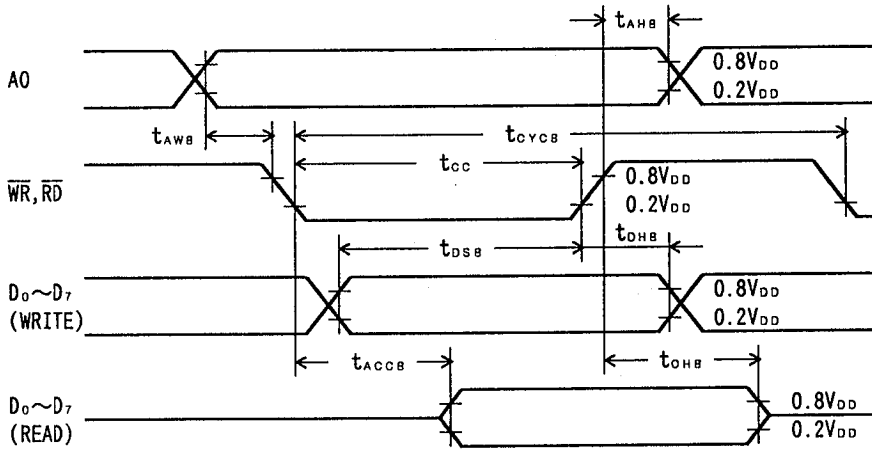 tAH8
A0
0.8VDD
0.2VDD
tAW8
tCYC8
tCC
WR,RD
0.8VDD
0.2VDD
tDS8
tDH8
D0~D7
(WRITE)
0.8VDD
0.2VDD
tACC8
tOH8
D0~D7
(READ)
0.8VDD
0.2VDD